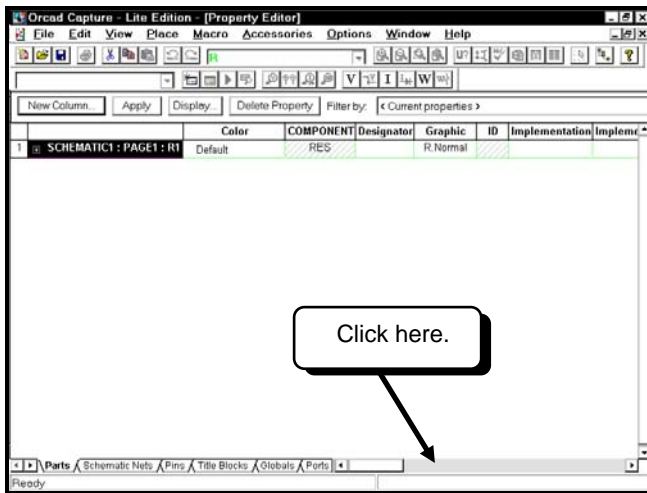 Orcad Capture - Lite Edition - [Property Editor]
File Edit View Place Macro Accessories Options Window Help
R
V I W
New Column... Apply Display... Delete Property Filter by: < Current properties >
Color COMPONENT Designator Graphic ID Implementation Impleme
1 SCHEMATIC1 : PAGE1 : R1 Default RES R.Normal
Click here.
Parts Schematic Nets Pins Title Blocks Globals Ports
Ready